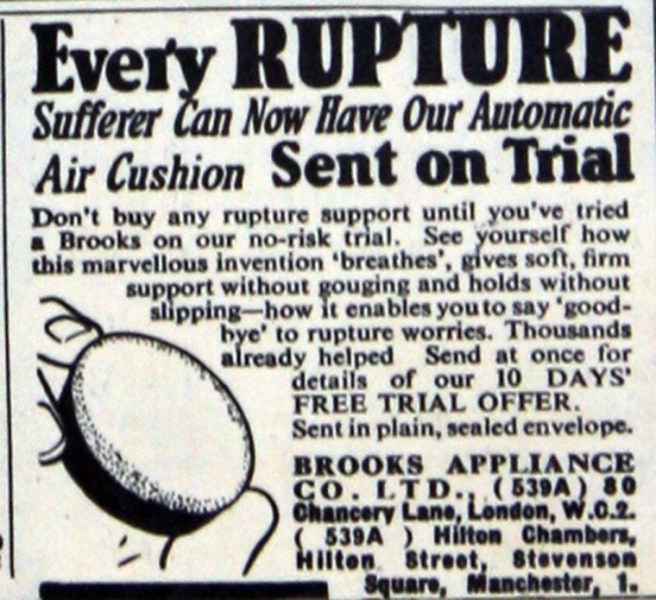 Every RUPTURE
Sufferer Can Now Have Our Automatic
Air Cushion Sent on Trial
Don't buy any rupture support until you've tried
a Brooks on our no-risk trial. See yourself how
this marvellous invention 'breathes', gives soft, firm
support without gouging and holds without
slipping—how it enables you to say 'good-
bye' to rupture worries. Thousands
already helped Send at once for
details of our 10 DAYS'
FREE TRIAL OFFER.
Sent in plain, sealed envelope.
BROOKS APPLIANCE
CO. LTD., (539A) 80
Chancery Lane, London, W.C.2.
( 539A ) Hilton Chambers,
Hilton Street, Stevenson
Square, Manchester, 1.